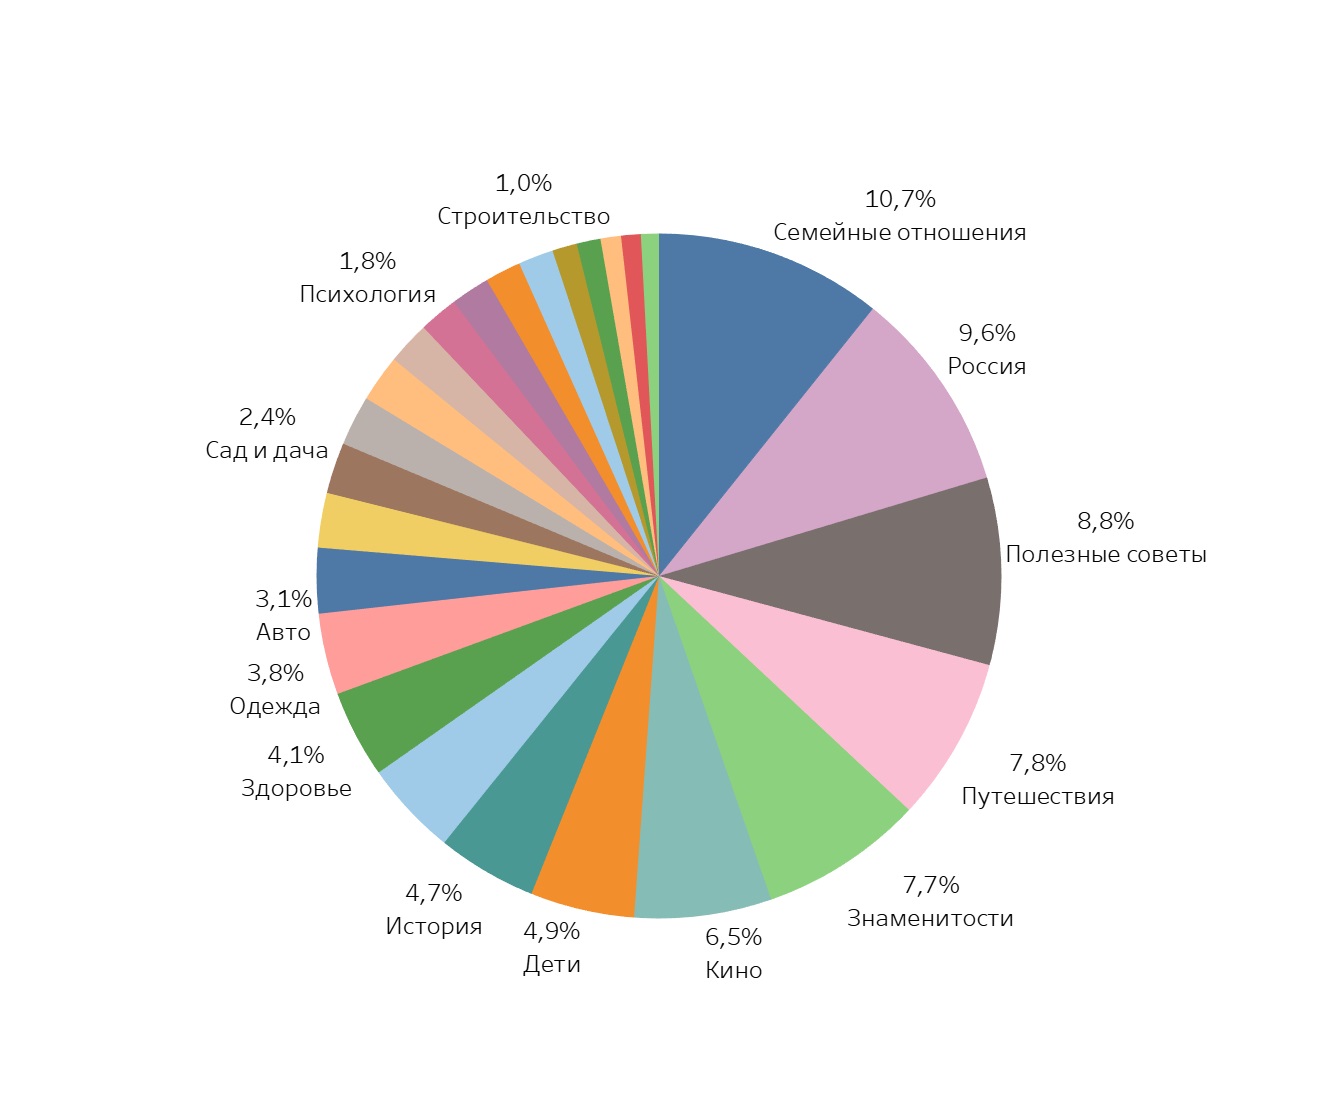 10,7%
Семейные отношения
9,6%
Россия
8,8%
Полезные советы
7,8%
Путешествия
7,7%
Знаменитости
6,5%
Кино
4,9%
Дети
4,7%
История
4,1%
Здоровье
3,8%
Одежда
3,1%
Авто
2,4%
Сад и дача
1,8%
Психология
1,0%
Строительство